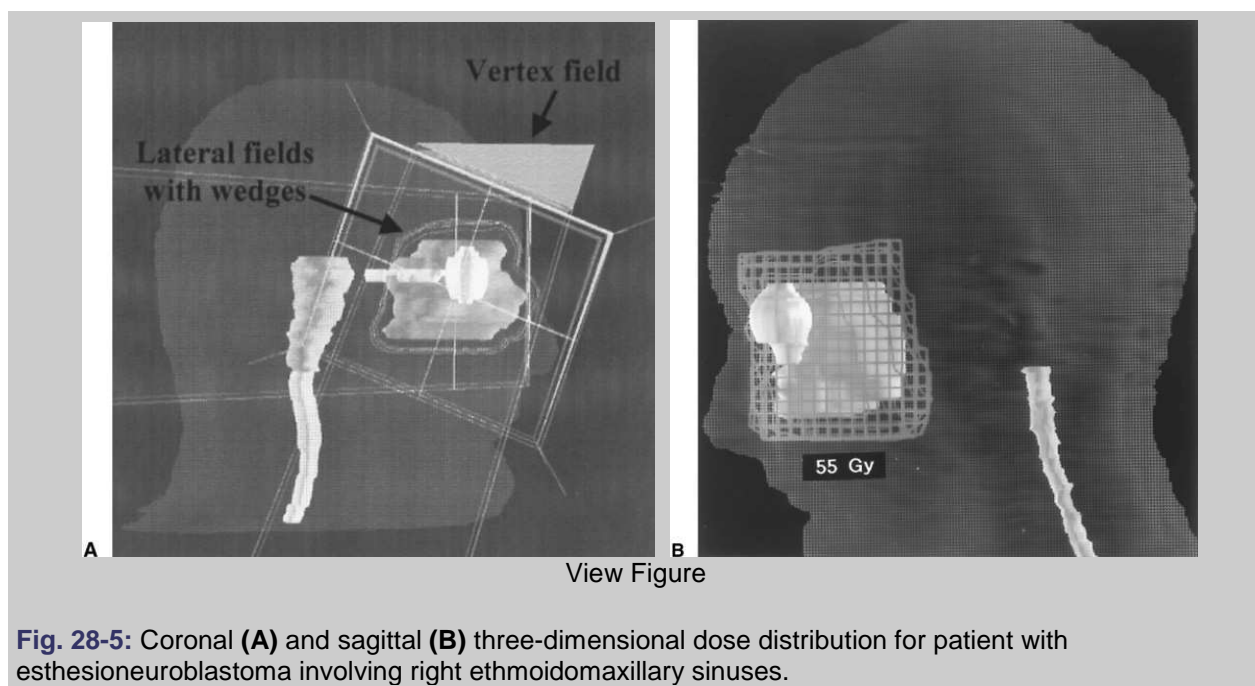 Vertex field
Lateral fields
with wedges
A
55 Gy
B
View Figure
Fig. 28-5: Coronal (A) and sagittal (B) three-dimensional dose distribution for patient with
esthesioneuroblastoma involving right ethmoidomaxillary sinuses.